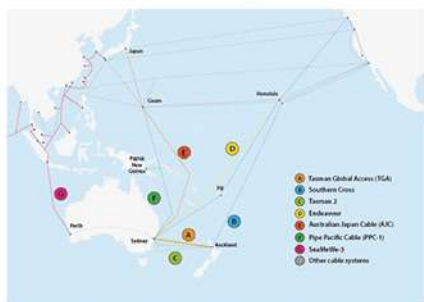 Japan
Guam
Honolulu
E
D
Papua
New
Guinea
Fiji
G
F
B
Perth
Sydney
A
Auckland
C
A Tasman Global Access (TGA)
B Southern Cross
C Tasman 2
D Endeavour
E Australian Japan Cable (AJC)
F Pipe Pacific Cable (PPC-1)
G SeaMeWe-3
Other cable systems